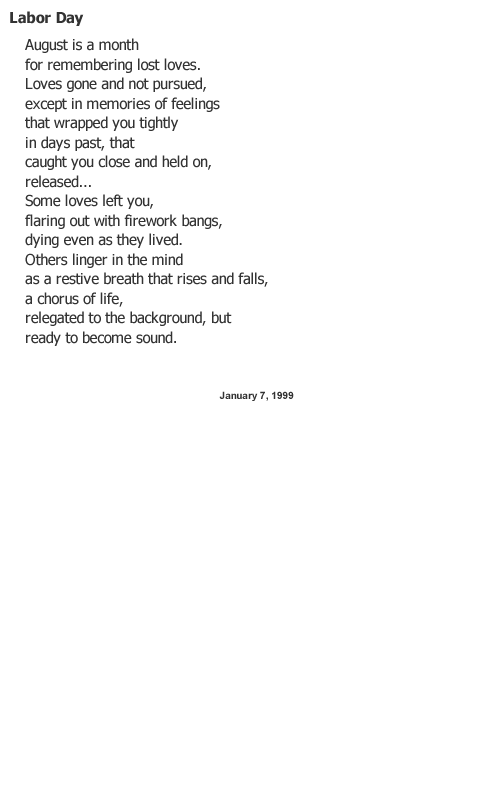 Labor Day
August is a month
for remembering lost loves.
Loves gone and not pursued,
except in memories of feelings
that wrapped you tightly
in days past, that
caught you close and held on,
released...
Some loves left you,
flaring out with firework bangs,
dying even as they lived.
Others linger in the mind
as a restive breath that rises and falls,
a chorus of life,
relegated to the background, but
ready to become sound.
January 7, 1999